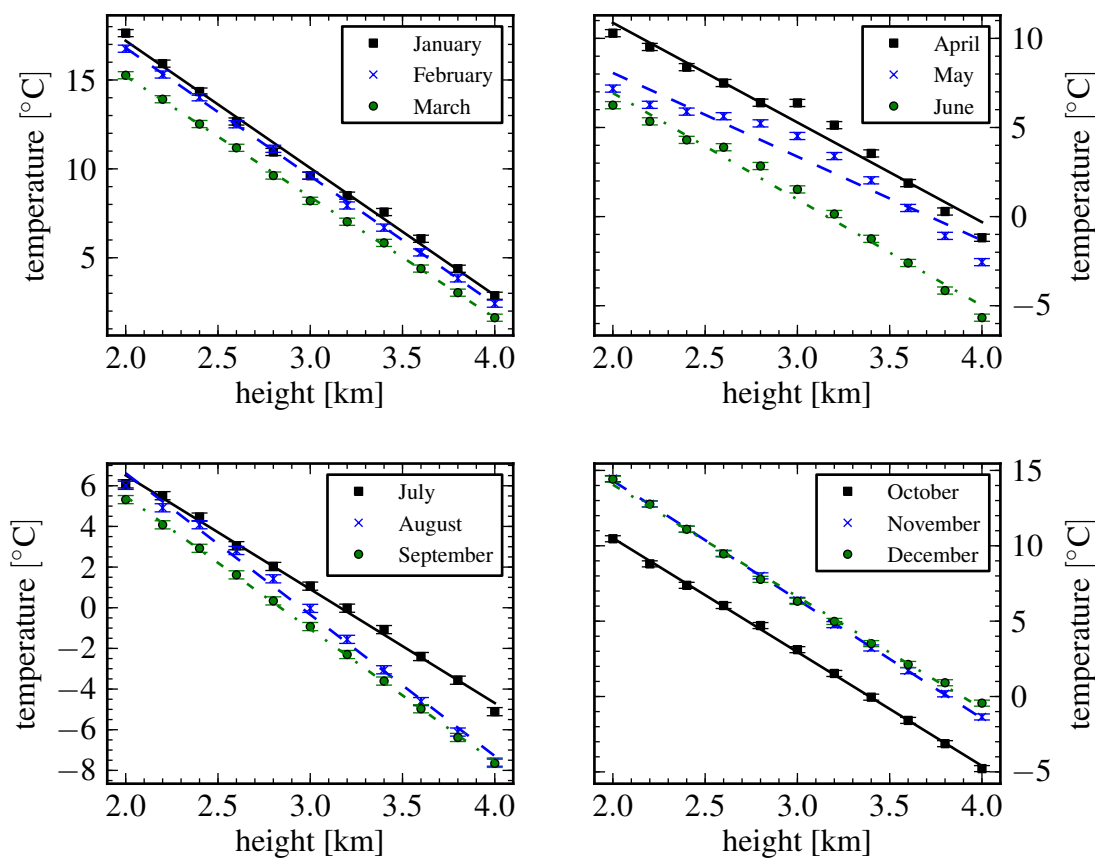 temperature [°C]
15
10
5
January
February
March
2.0 2.5 3.0 3.5 4.0
height [km]
April
May
June
10
5
0
−5
temperature [°C]
2.0 2.5 3.0 3.5 4.0
height [km]
temperature [°C]
6
4
2
0
−2
−4
−6
−8
July
August
September
2.0 2.5 3.0 3.5 4.0
height [km]
October
November
December
15
10
5
0
−5
temperature [°C]
2.0 2.5 3.0 3.5 4.0
height [km]